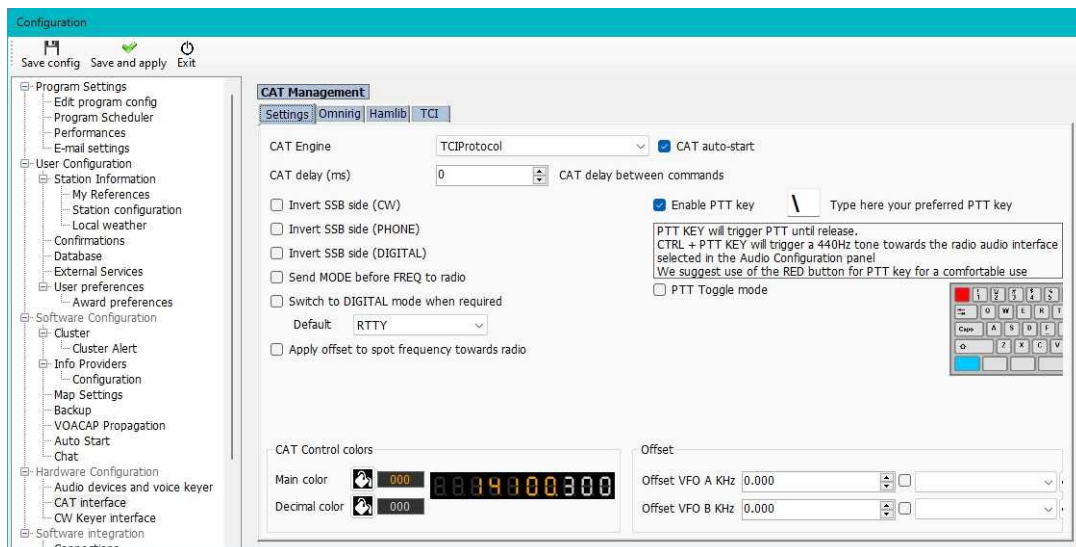 Configuration
Save config Save and apply Exit
Program Settings
Edit program config
Program Scheduler
Performances
E-mail settings
User Configuration
Station Information
My References
Station configuration
Local weather
Confirmations
Database
External Services
User preferences
Award preferences
Software Configuration
Cluster
Cluster Alert
Info Providers
Configuration
Map Settings
Backup
VOACAP Propagation
Auto Start
Chat
Hardware Configuration
Audio devices and voice keyer
CAT interface
CW Keyer interface
Software integration
CAT Management
Settings Omnirig Hamlib TCI
CAT Engine TCIProtocol CAT auto-start
CAT delay (ms) 0 CAT delay between commands
Invert SSB side (CW)
Invert SSB side (PHONE)
Invert SSB side (DIGITAL)
Send MODE before FREQ to radio
Switch to DIGITAL mode when required
Default RTTY
Apply offset to spot frequency towards radio
Enable PTT key \ Type here your preferred PTT key
PTT KEY will trigger PTT until release.
CTRL + PTT KEY will trigger a 440Hz tone towards the radio audio interface
selected in the Audio Configuration panel
We suggest use of the RED button for PTT key for a comfortable use
PTT Toggle mode
Caps A S D F
Z X C V
CAT Control colors
Main color 000
14100.300
Decimal color 000
Offset
Offset VFO A KHz 0.000
Offset VFO B KHz 0.000